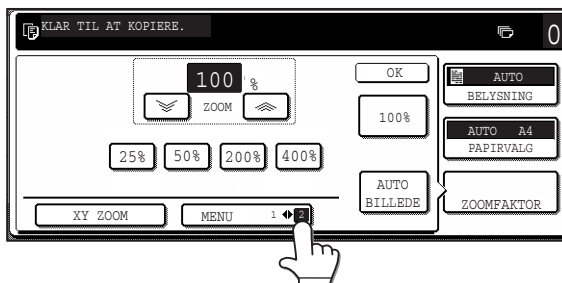 KLAR TIL AT KOPIERE.
0
100 %
ZOOM
25% 50% 200% 400%
XY ZOOM
MENU 1 2
OK
100%
AUTO
BILLEDE
AUTO
BELYSNING
AUTO A4
PAPIRVALG
ZOOMFAKTOR